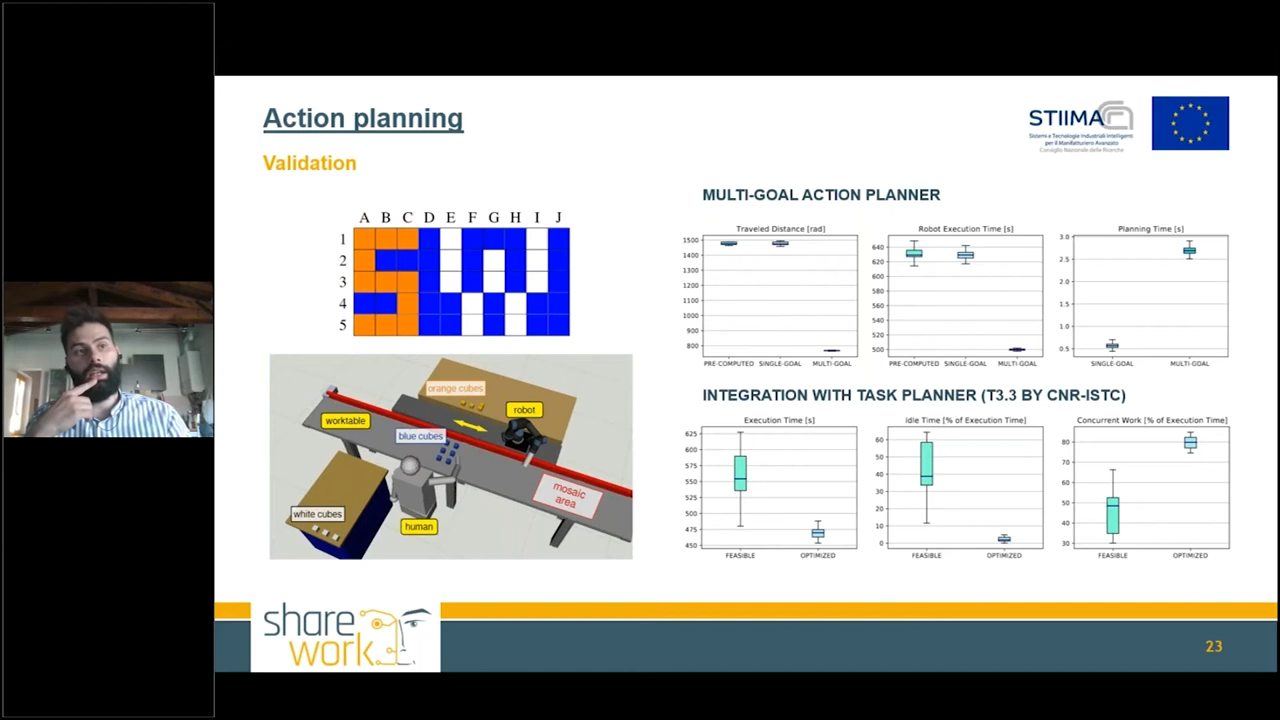 Action planning
Validation
STIIMA
Sistemi e Tecnologie Industriali Intelligenti
per il Manifatturiero Avanzato
Consiglio Nazionale delle Ricerche
A B C D E F G H I J
1
2
3
4
5
orange cubes
robot
worktable
blue cubes
mosaic
area
white cubes
human
MULTI-GOAL ACTION PLANNER
Traveled Distance [rad]
1500
1400
1300
1200
1100
1000
900
800
PRE-COMPUTED SINGLE-GOAL MULTI-GOAL
Robot Execution Time [s]
640
620
600
580
560
540
520
500
PRE-COMPUTED SINGLE-GOAL MULTI-GOAL
Planning Time [s]
3.0
2.5
2.0
1.5
1.0
0.5
SINGLE-GOAL MULTI-GOAL
INTEGRATION WITH TASK PLANNER (T3.3 BY CNR-ISTC)
Execution Time [s]
625
600
575
550
525
500
475
450
FEASIBLE OPTIMIZED
Idle Time [% of Execution Time]
60
50
40
30
20
10
0
FEASIBLE OPTIMIZED
Concurrent Work [% of Execution Time]
80
70
60
50
40
30
FEASIBLE OPTIMIZED
share
work
23